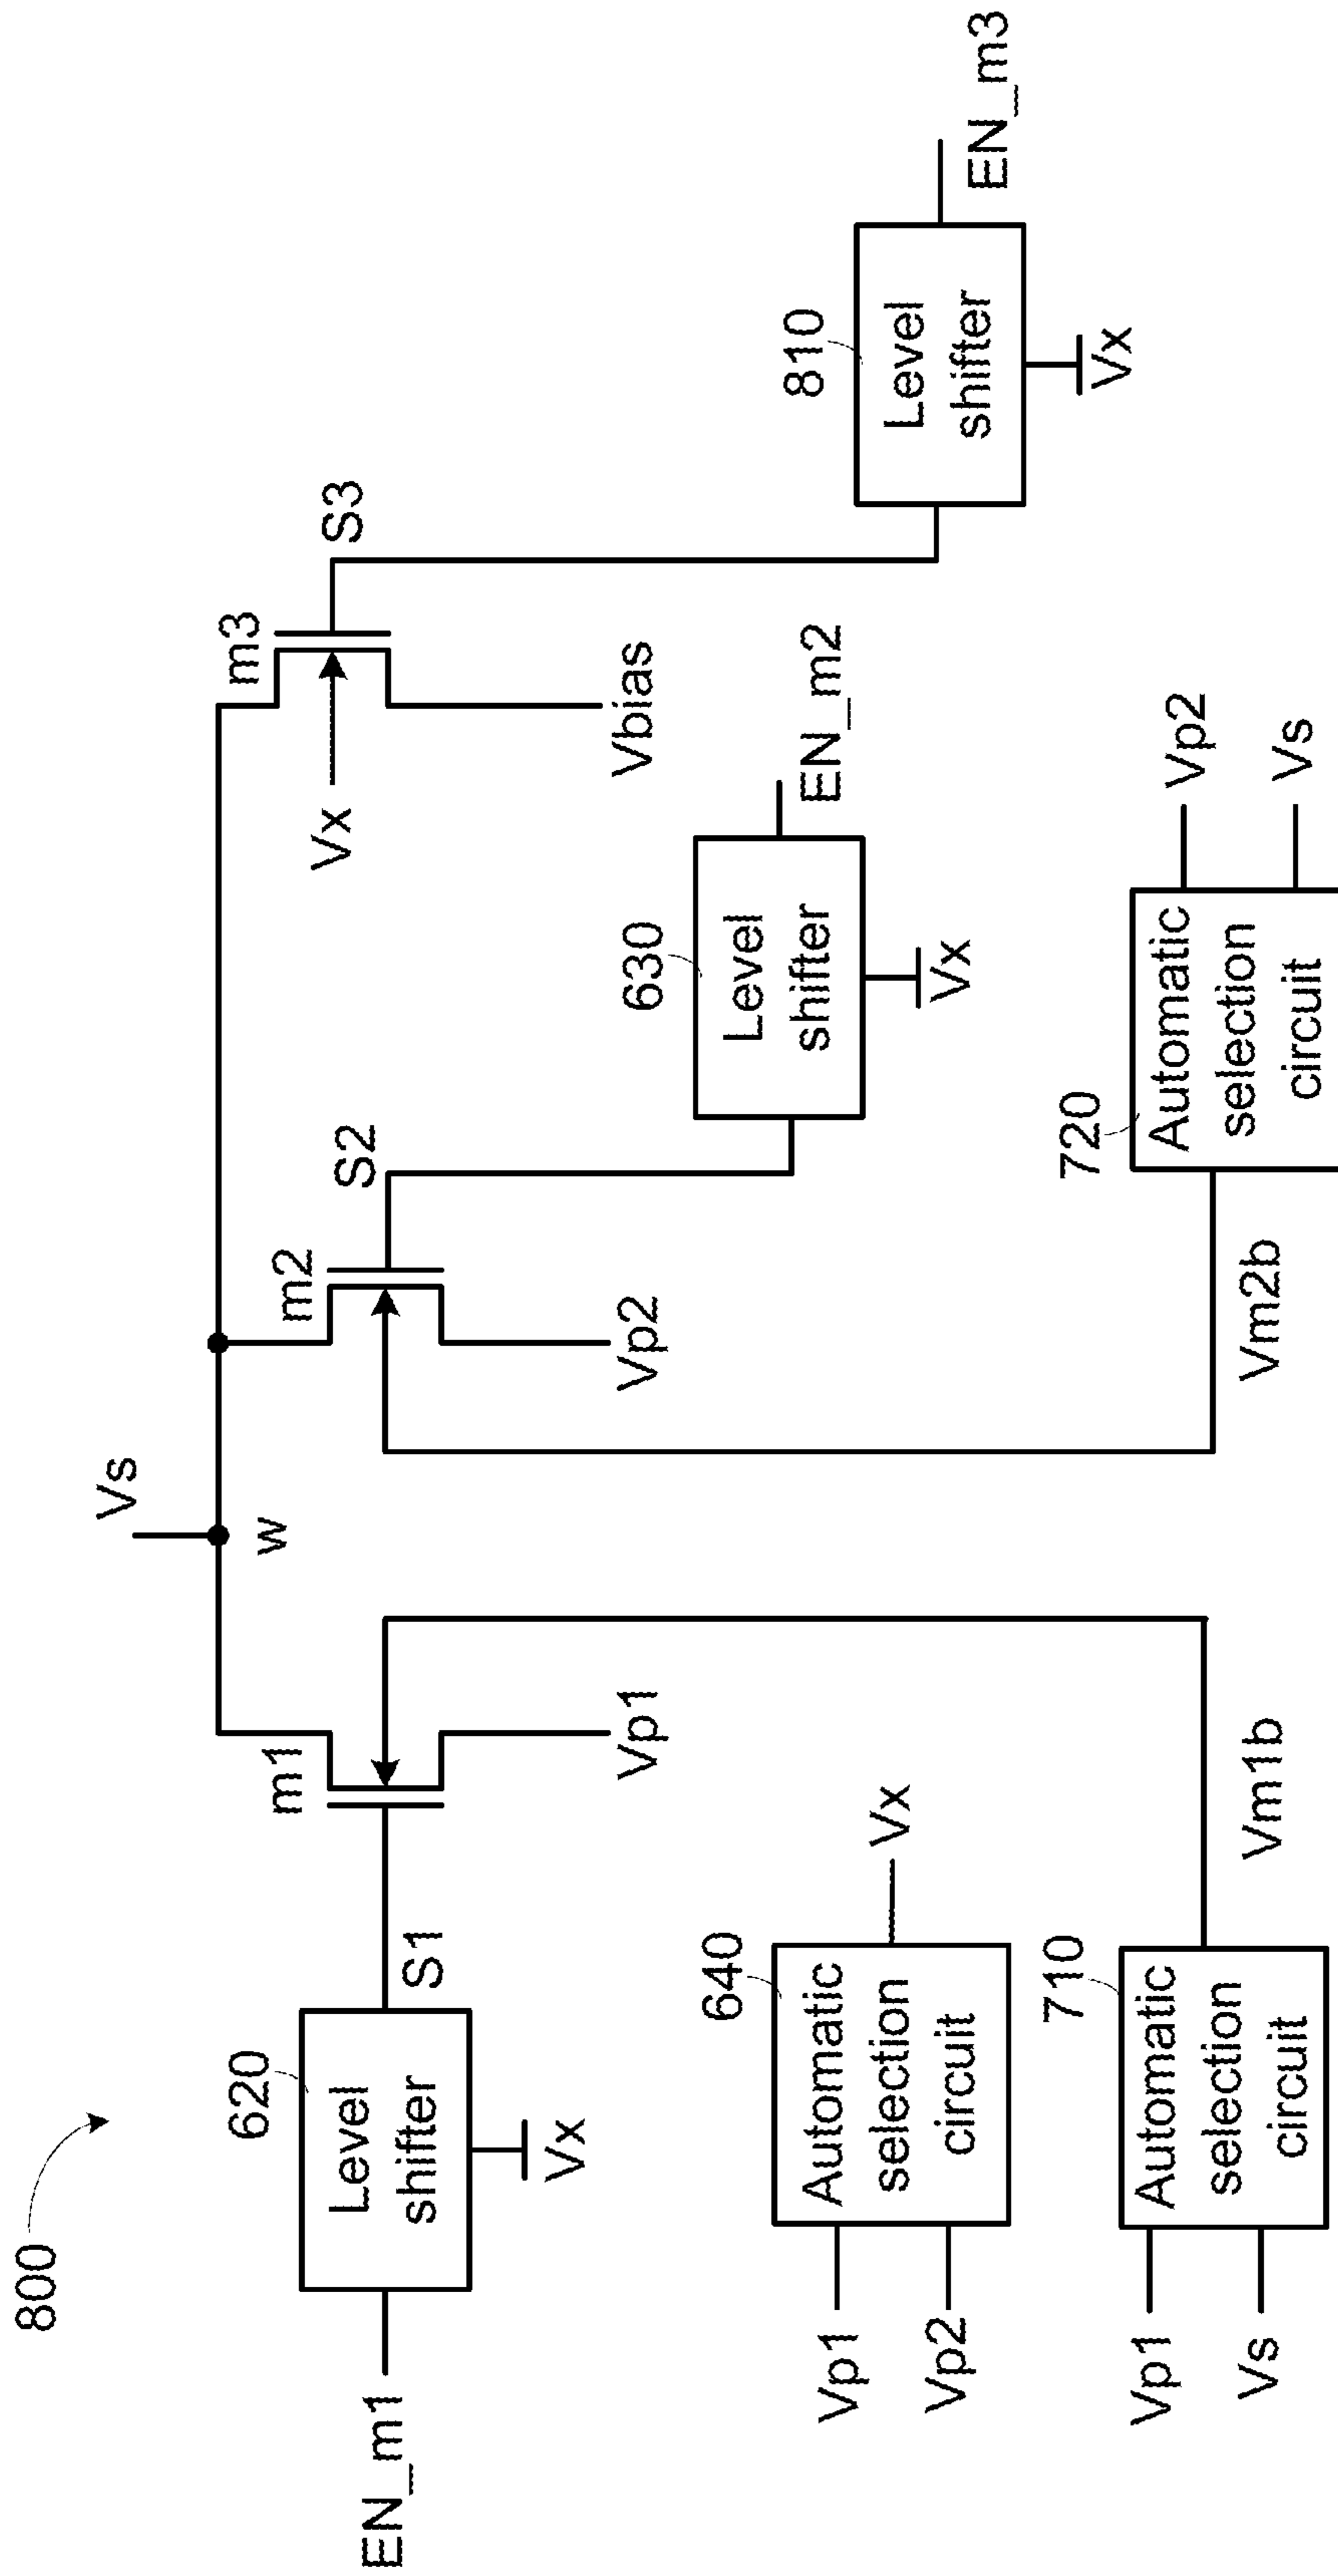 800
Vs
w
EN_m1
620
Level
shifter
Vx
S1
m1
Vp1
m2
Vp2
S2
630
Level
shifter
Vx
EN_m2
m3
Vx
Vbias
S3
810
Level
shifter
Vx
EN_m3
Vp1
Vp2
640
Automatic
selection
circuit
Vx
Vp1
Vs
710
Automatic
selection
circuit
Vm1b
Vm2b
720
Automatic
selection
circuit
Vp2
Vs